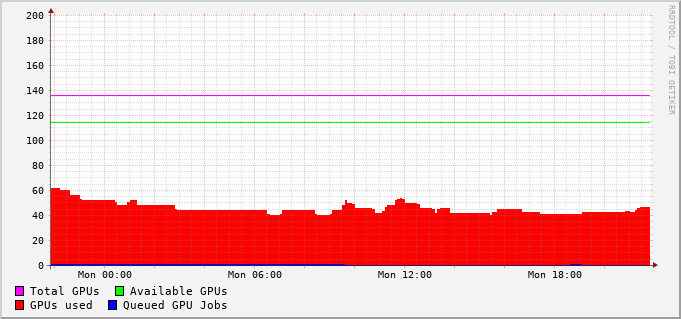 200
180
160
140
120
100
80
60
40
20
0
Mon 00:00 Mon 06:00 Mon 12:00 Mon 18:00
Total GPUs Available GPUs
GPUs used Queued GPU Jobs
RRDTOOL / TOBI OETIKER